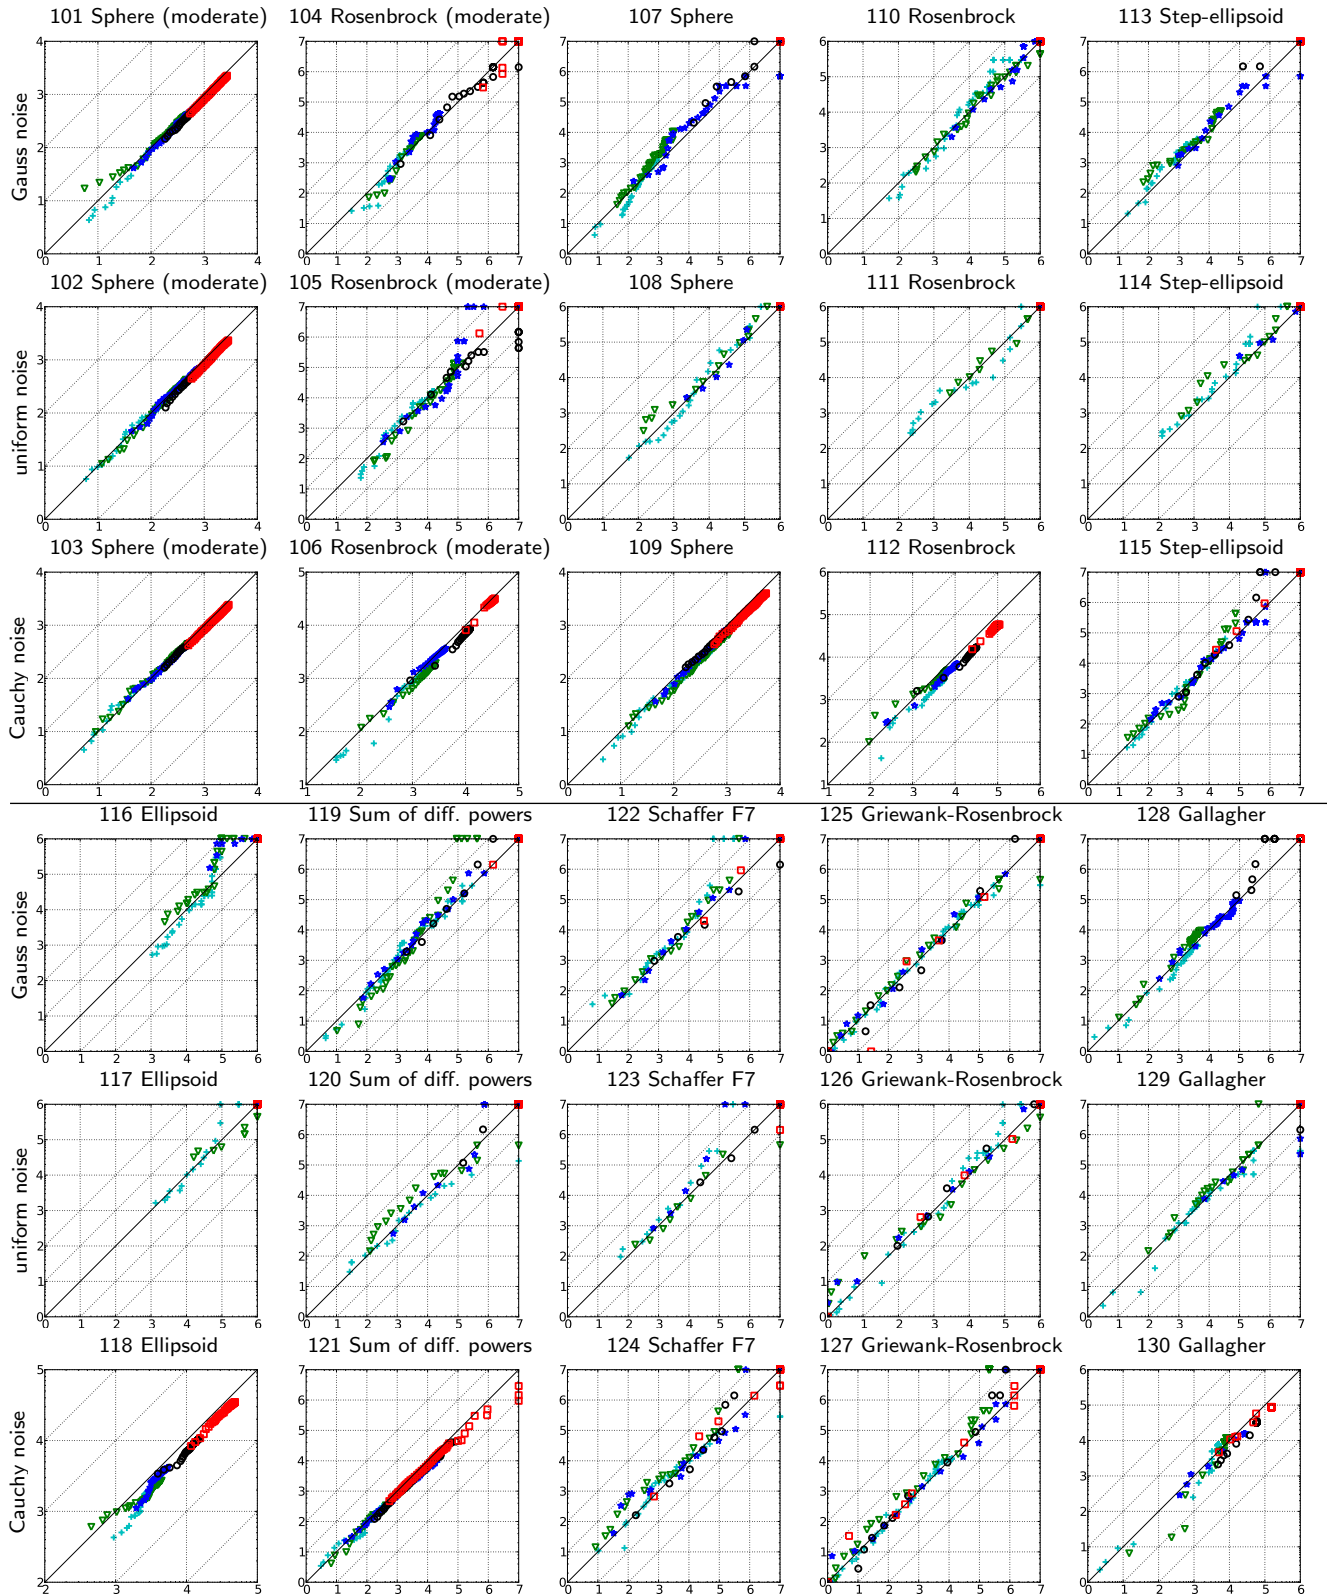 101 Sphere (moderate)
104 Rosenbrock (moderate)
107 Sphere
110 Rosenbrock
113 Step-ellipsoid
Gauss noise
102 Sphere (moderate)
105 Rosenbrock (moderate)
108 Sphere
111 Rosenbrock
114 Step-ellipsoid
uniform noise
103 Sphere (moderate)
106 Rosenbrock (moderate)
109 Sphere
112 Rosenbrock
115 Step-ellipsoid
Cauchy noise
116 Ellipsoid
119 Sum of diff. powers
122 Schaffer F7
125 Griewank-Rosenbrock
128 Gallagher
Gauss noise
117 Ellipsoid
120 Sum of diff. powers
123 Schaffer F7
126 Griewank-Rosenbrock
129 Gallagher
uniform noise
118 Ellipsoid
121 Sum of diff. powers
124 Schaffer F7
127 Griewank-Rosenbrock
130 Gallagher
Cauchy noise